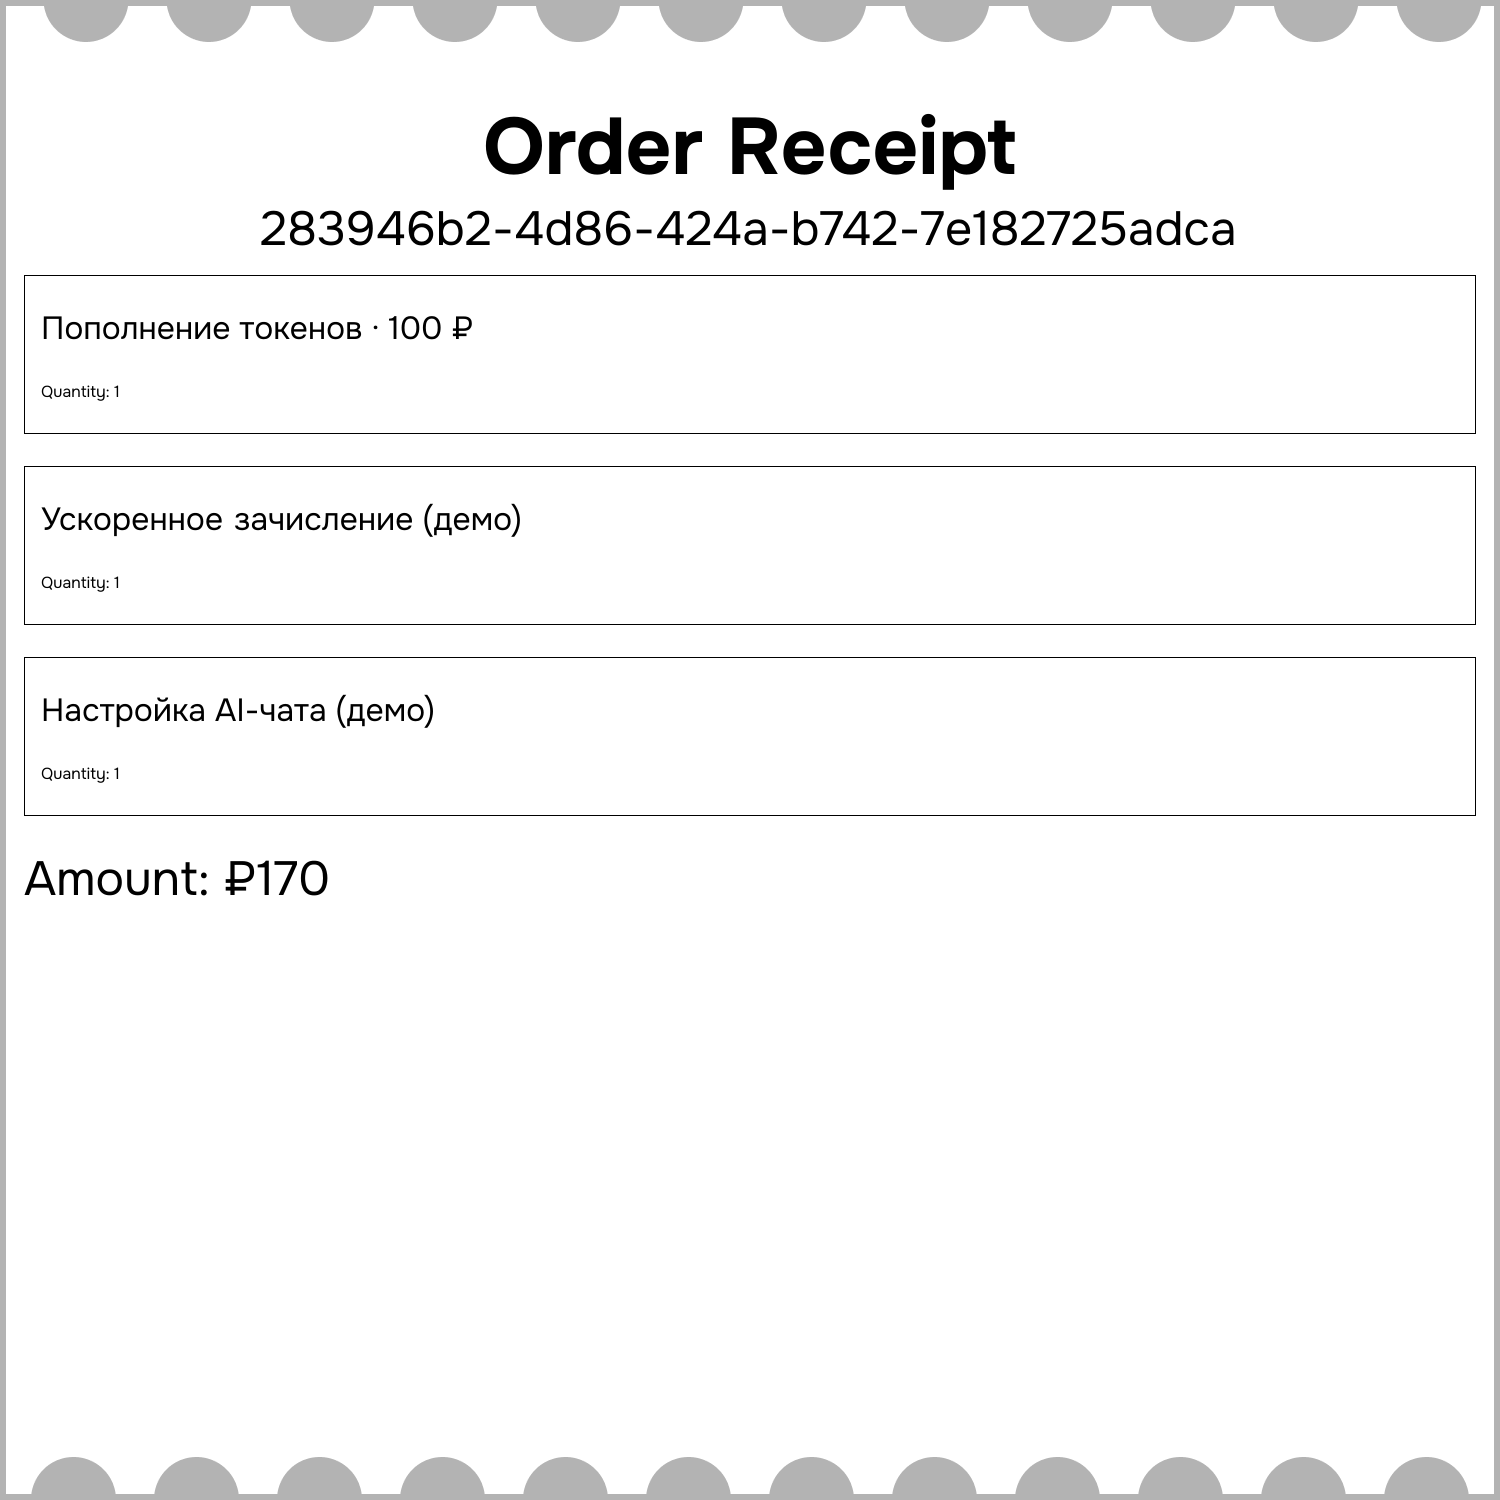 Order Receipt
283946b2-4d86-424a-b742-7e182725adca
Пополнение токенов · 100 ₽
Quantity: 1
Ускоренное зачисление (демо)
Quantity: 1
Настройка AI-чата (демо)
Quantity: 1
Amount: ₽170